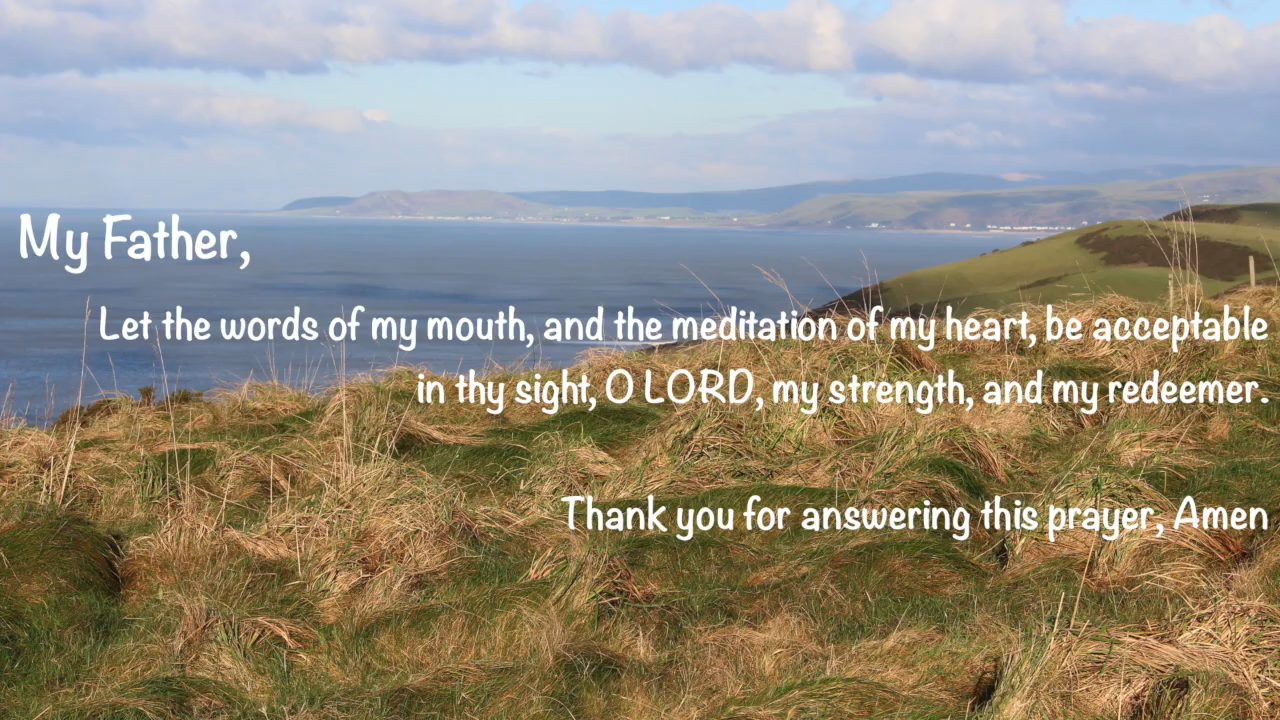 My Father,
Let the words of my mouth, and the meditation of my heart, be acceptable
in thy sight, O LORD, my strength, and my redeemer.
Thank you for answering this prayer, Amen